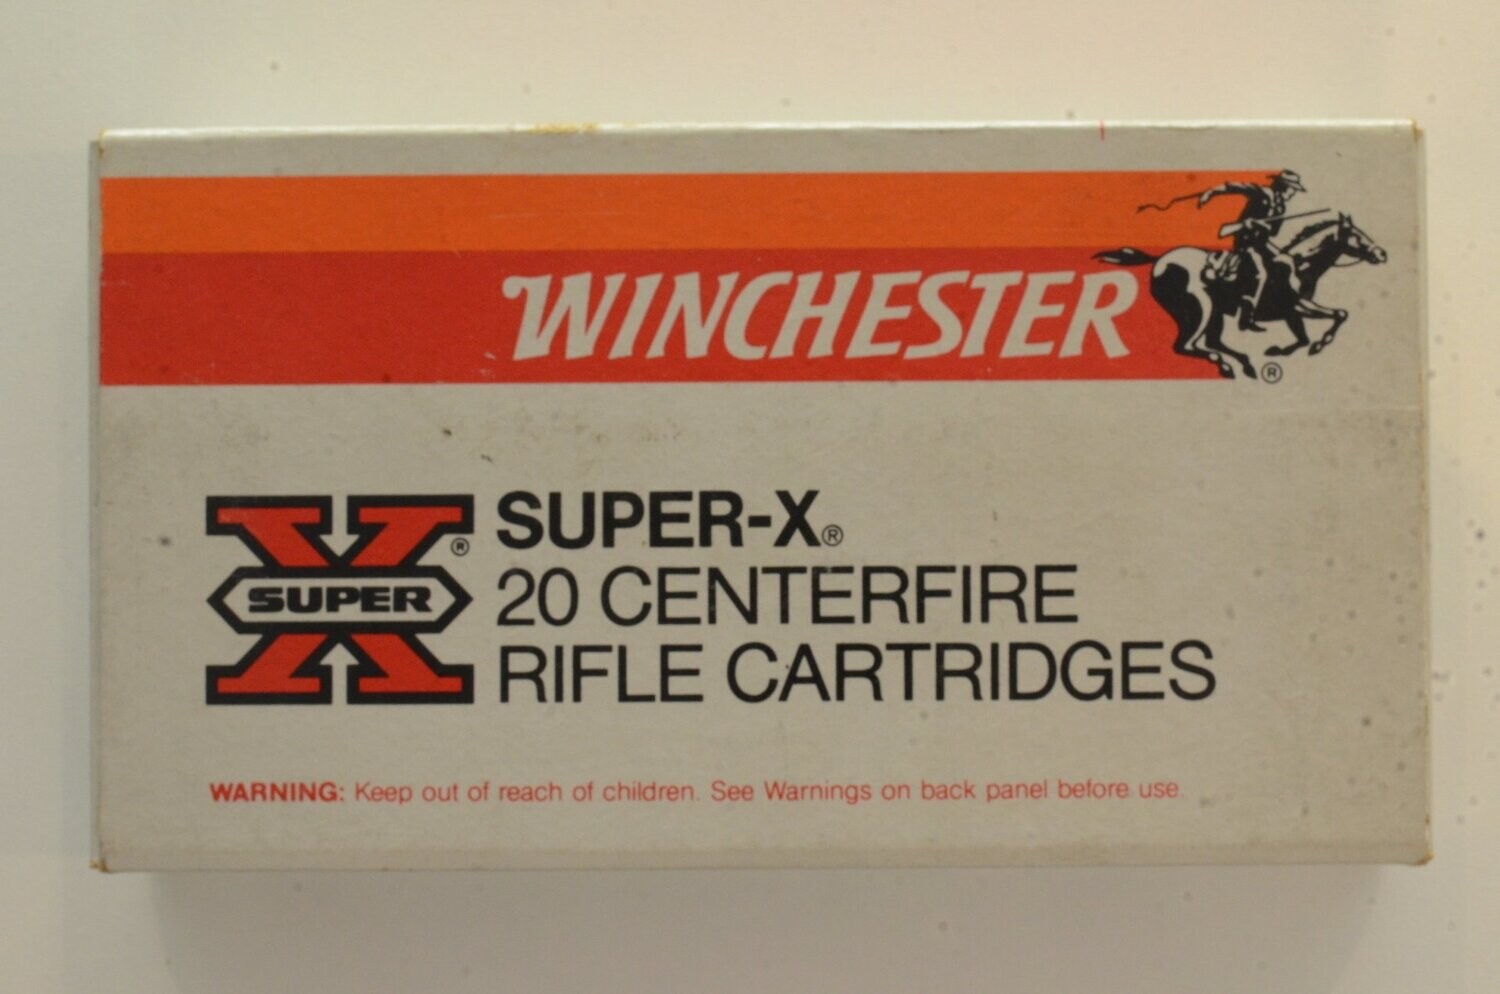 WINCHESTER
®
SUPER
®
SUPER-X®
20 CENTERFIRE
RIFLE CARTRIDGES
WARNING: Keep out of reach of children. See Warnings on back panel before use.